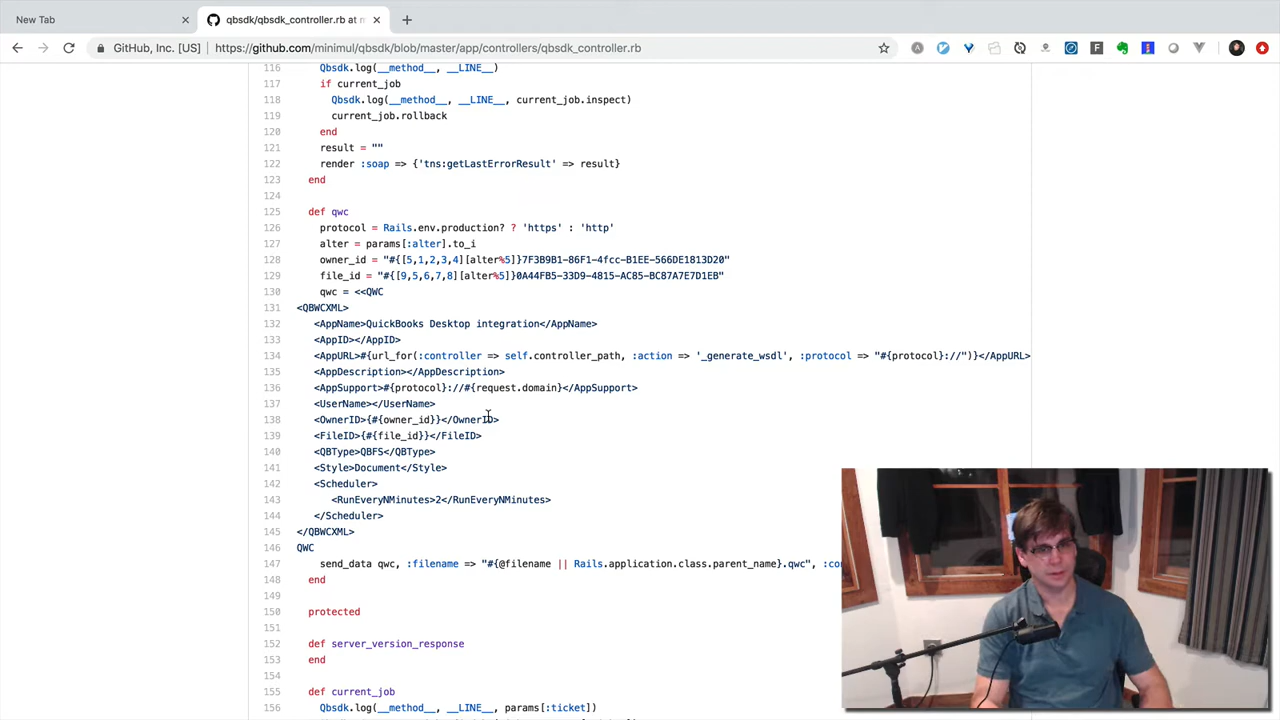 New Tab
qbsdk/qbsdk_controller.rb at m
GitHub, Inc. [US]
https://github.com/minimul/qbsdk/blob/master/app/controllers/qbsdk_controller.rb
116 Qbsdk.log(__method__, __LINE__)
117 if current_job
118 Qbsdk.log(__method__, __LINE__, current_job.inspect)
119 current_job.rollback
120 end
121 result = ""
122 render :soap => {'tns:getLastErrorResult' => result}
123 end
124
125 def qwc
126 protocol = Rails.env.production? ? 'https' : 'http'
127 alter = params[:alter].to_i
128 owner_id = "#{[5,1,2,3,4][alter%5]}7F3B9B1-86F1-4fcc-B1EE-566DE1813D20"
129 file_id = "#{[9,5,6,7,8][alter%5]}0A44FB5-33D9-4815-AC85-BC87A7E7D1EB"
130 qwc = <<QWC
131 <QBWCXML>
132 <AppName>QuickBooks Desktop integration</AppName>
133 <AppID></AppID>
134 <AppURL>#{url_for(:controller => self.controller_path, :action => '_generate_wsdl', :protocol => "#{protocol}://")}</AppURL>
135 <AppDescription></AppDescription>
136 <AppSupport>#{protocol}://#{request.domain}</AppSupport>
137 <UserName></UserName>
138 <OwnerID>{#{owner_id}}</OwnerID>
139 <FileID>{#{file_id}}</FileID>
140 <QBType>QBFS</QBType>
141 <Style>Document</Style>
142 <Scheduler>
143 <RunEveryNMinutes>2</RunEveryNMinutes>
144 </Scheduler>
145 </QBWCXML>
146 QWC
147 send_data qwc, :filename => "#{@filename || Rails.application.class.parent_name}.qwc", :co
148 end
149
150 protected
151
152 def server_version_response
153 end
154
155 def current_job
156 Qbsdk.log(__method__, __LINE__, params[:ticket])